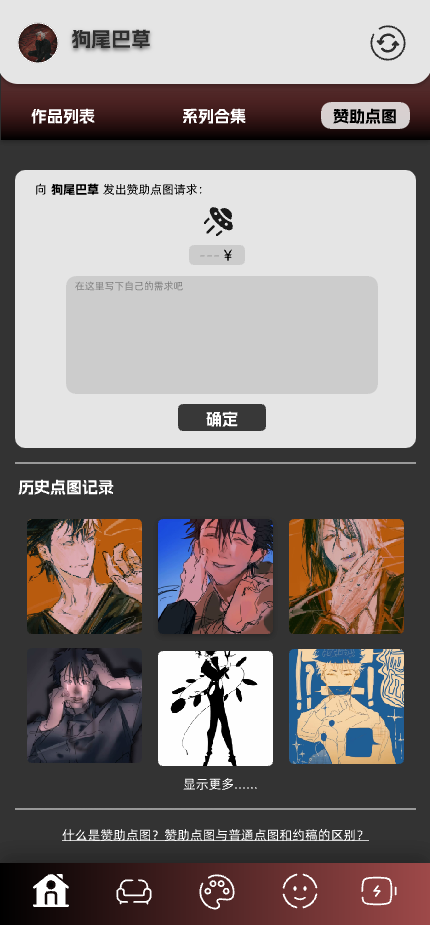 狗尾巴草
作品列表 系列合集 赞助点图
向 狗尾巴草 发出赞助点图请求：
--- ¥
在这里写下自己的需求吧
确定
历史点图记录
显示更多......
什么是赞助点图？赞助点图与普通点图和约稿的区别？